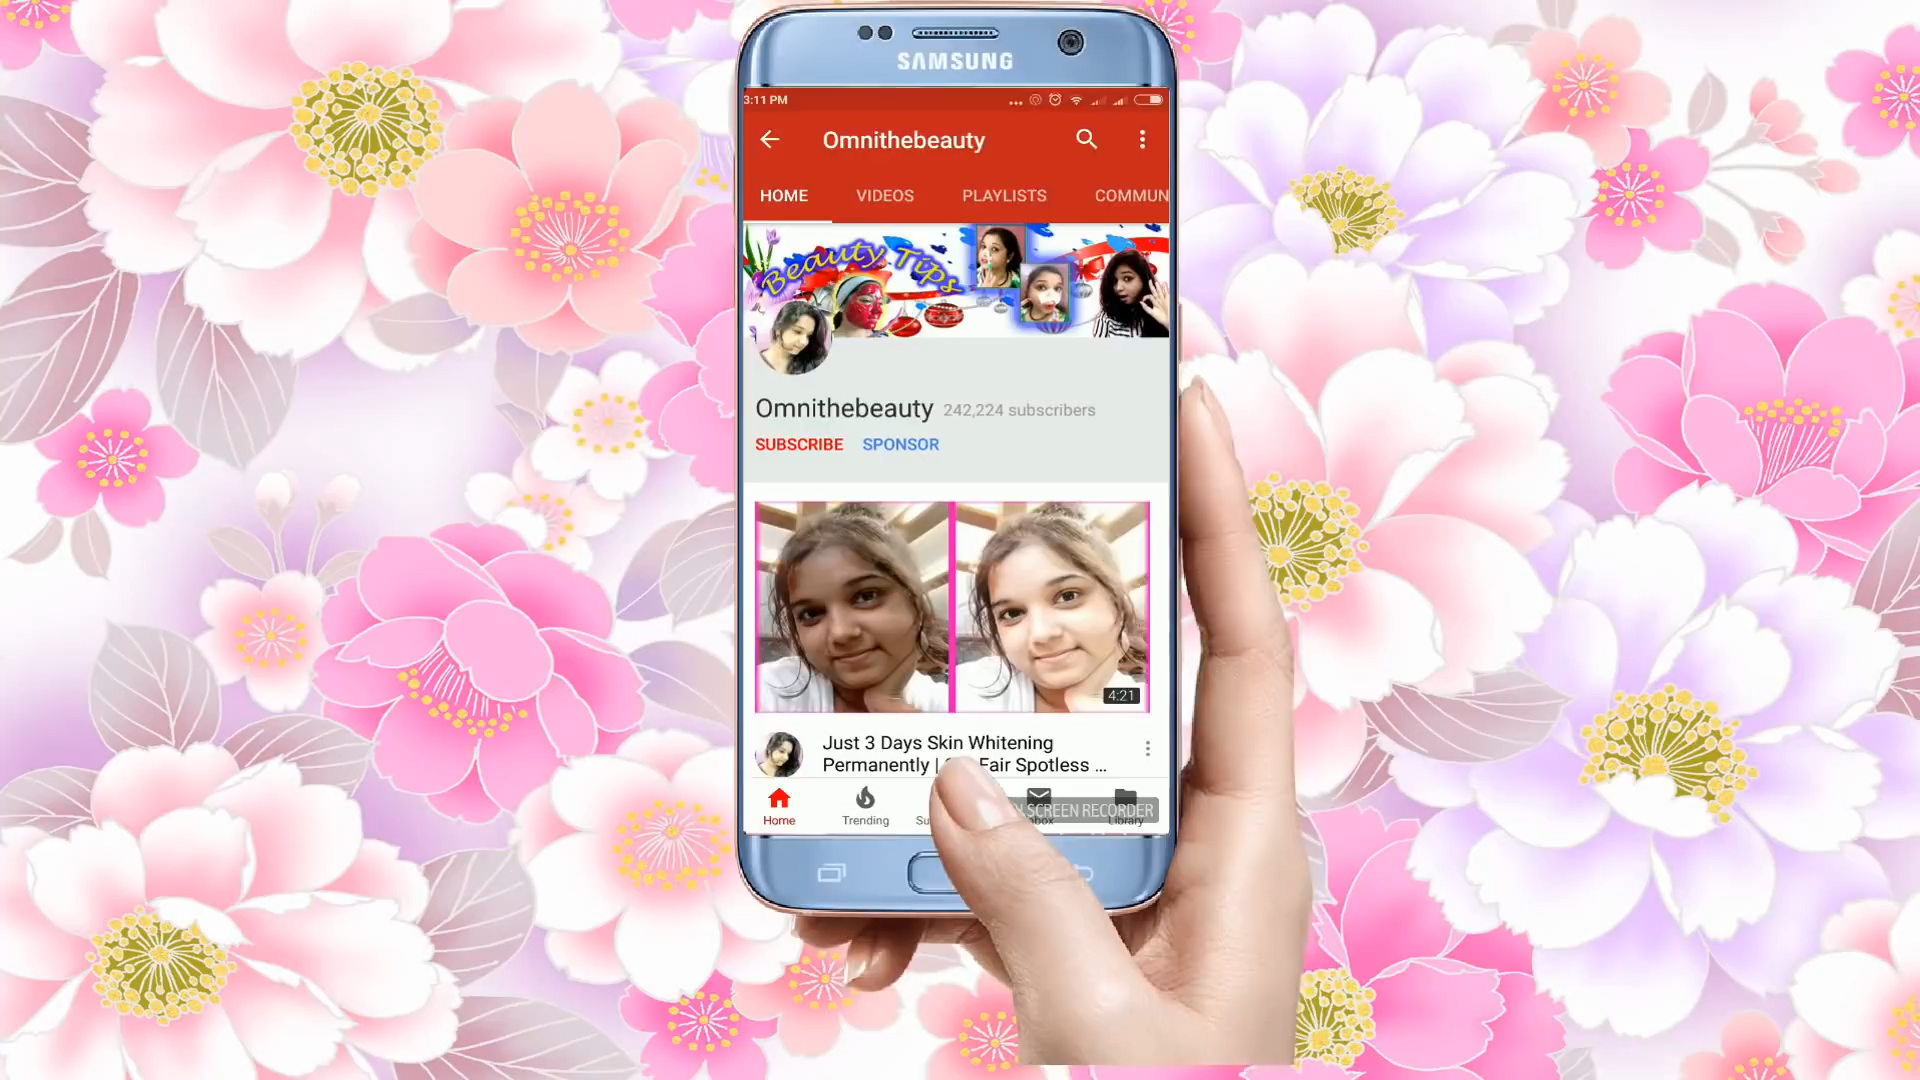 SAMSUNG
3:11 PM
Omnithebeauty
HOME VIDEOS PLAYLISTS COMMUN
Beauty Tips
Omnithebeauty 242,224 subscribers
SUBSCRIBE SPONSOR
4:21
Just 3 Days Skin Whitening
Permanently | Fair Spotless ...
SCREEN RECORDER
Home Trending Library